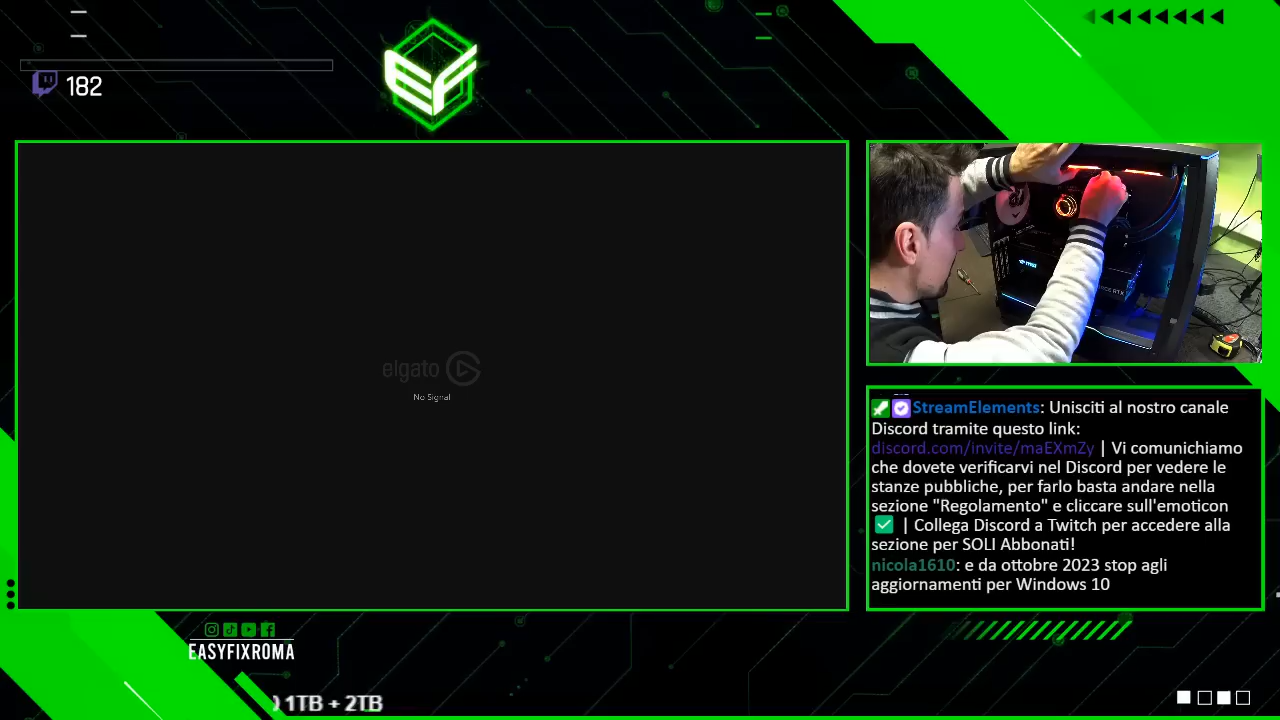 182
EF
elgato
No Signal
StreamElements: Unisciti al nostro canale
Discord tramite questo link:
discord.com/invite/maEXmZy | Vi comunichiamo
che dovete verificarvi nel Discord per vedere le
stanze pubbliche, per farlo basta andare nella
sezione "Regolamento" e cliccare sull'emoticon
✅ | Collega Discord a Twitch per accedere alla
sezione per SOLI Abbonati!
nicola1610: e da ottobre 2023 stop agli
aggiornamenti per Windows 10
EASYFIXROMA
1TB + 2TB